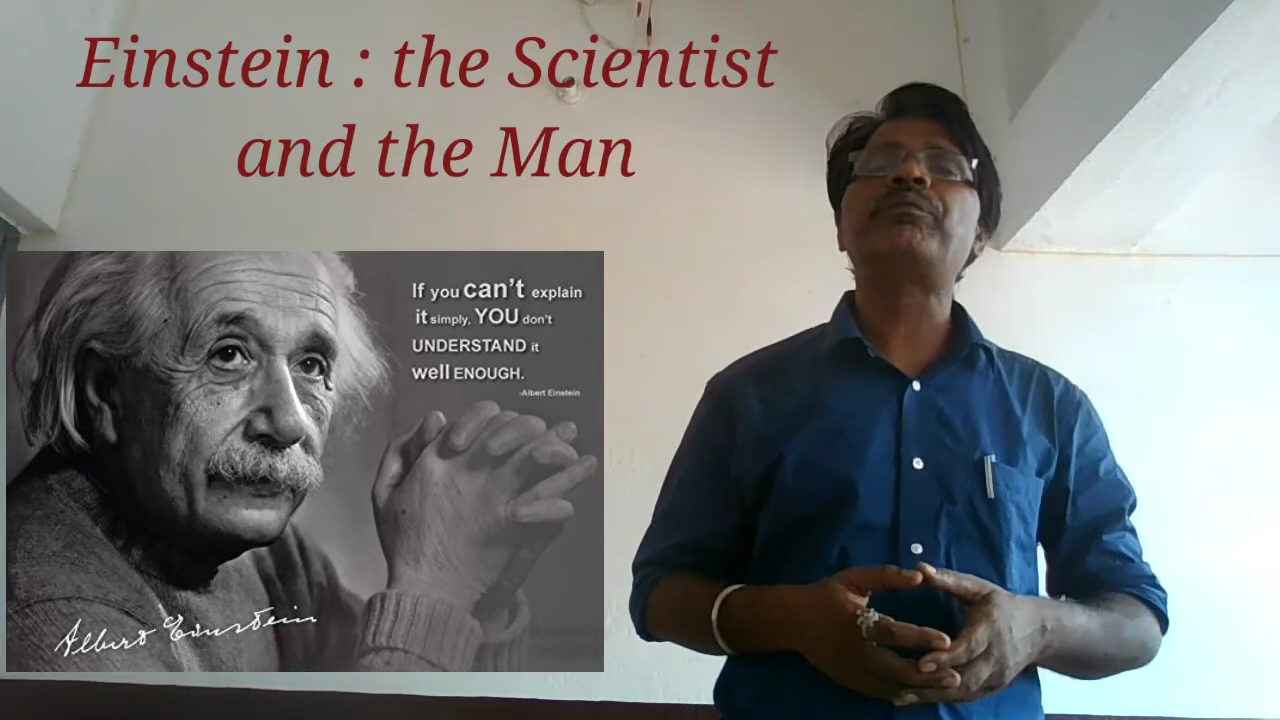 Einstein : the Scientist
and the Man
If you can't explain
it simply, YOU don't
UNDERSTAND it
well ENOUGH.
-Albert Einstein
Albert Einstein